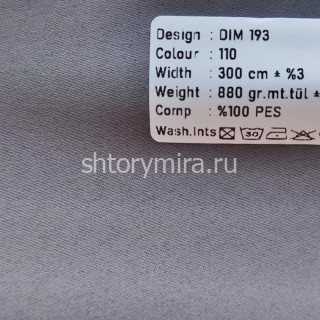 Design : DIM 193
Colour : 110
Width : 300 cm ± %3
Weight : 880 gr.mt.tül ±
Comp : %100 PES
Wash.Ints 30
shtorymira.ru